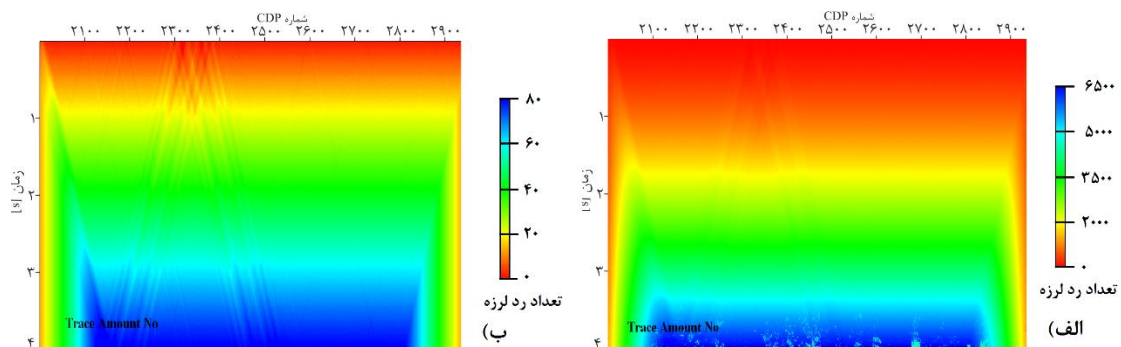 شماره CDP
۲۱۰۰ ۲۲۰۰ ۲۳۰۰ ۲۴۰۰ ۲۵۰۰ ۲۶۰۰ ۲۷۰۰ ۲۸۰۰ ۲۹۰۰
۱
۲
۳
۴
زمان [s]
Trace Amount No
۶۵۰۰
۵۰۰۰
۳۵۰۰
۲۰۰۰
۰
تعداد رد لرزه
الف)
شماره CDP
۲۱۰۰ ۲۲۰۰ ۲۳۰۰ ۲۴۰۰ ۲۵۰۰ ۲۶۰۰ ۲۷۰۰ ۲۸۰۰ ۲۹۰۰
۱
۲
۳
۴
زمان [s]
Trace Amount No
۸۰
۶۰
۴۰
۲۰
۰
تعداد رد لرزه
ب)